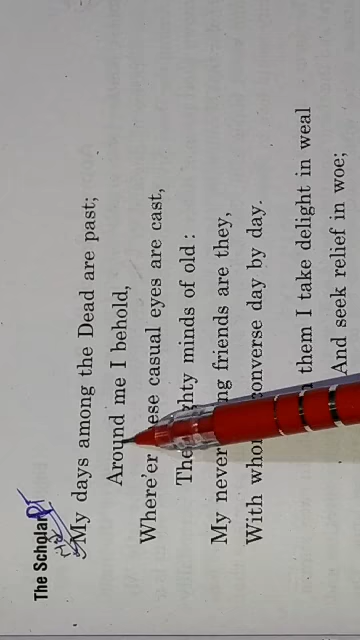 The Scholar
My days among the Dead are past;
Around me I behold,
Where'er ese casual eyes are cast,
The ghty minds of old :
My never ng friends are they,
With whom converse day by day.
them I take delight in weal
And seek relief in woe;